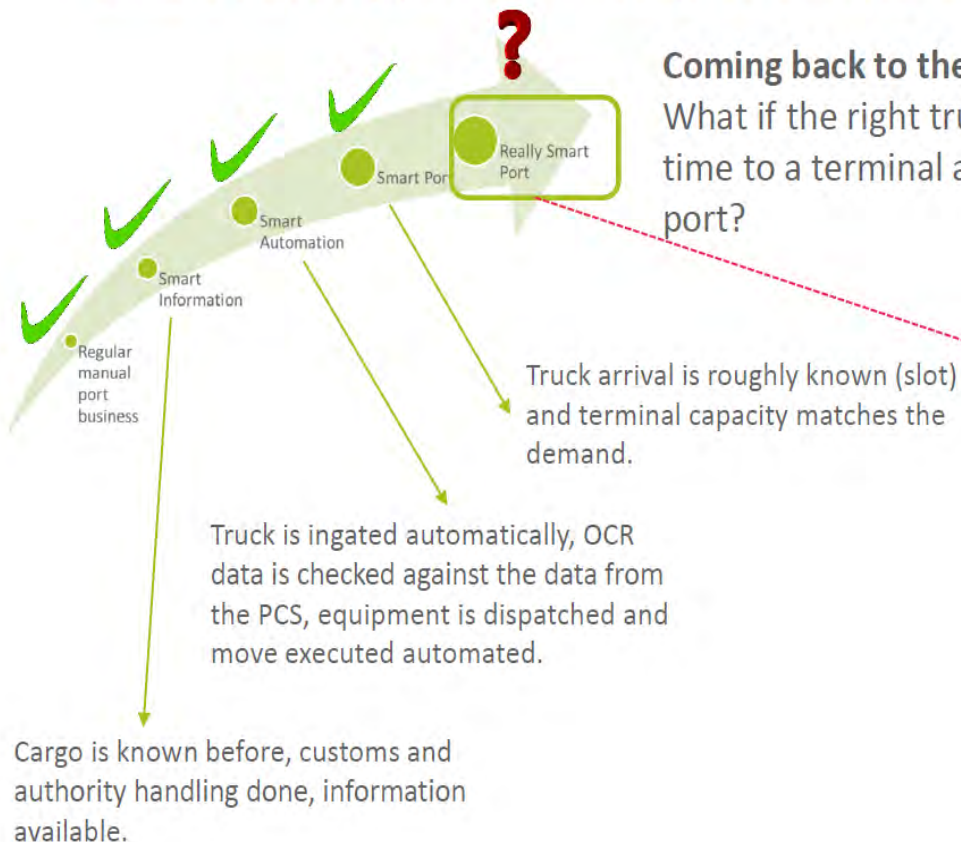 ?
Coming back to the
What if the right tru
time to a terminal a
port?
Really Smart
Port
Smart Por
Smart
Automation
Smart
Information
Regular
manual
port
business
Truck arrival is roughly known (slot)
and terminal capacity matches the
demand.
Truck is ingated automatically, OCR
data is checked against the data from
the PCS, equipment is dispatched and
move executed automated.
Cargo is known before, customs and
authority handling done, information
available.